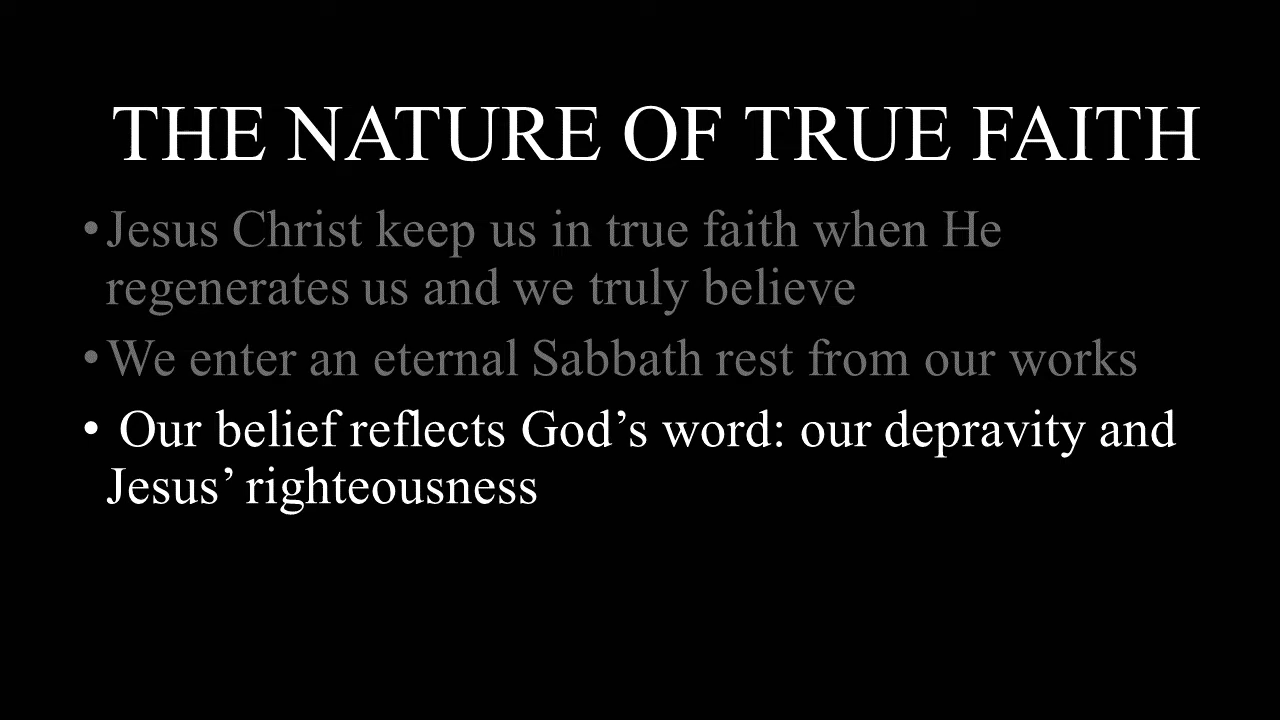 THE NATURE OF TRUE FAITH
•Jesus Christ keep us in true faith when He
regenerates us and we truly believe
•We enter an eternal Sabbath rest from our works
• Our belief reflects God’s word: our depravity and
Jesus’ righteousness